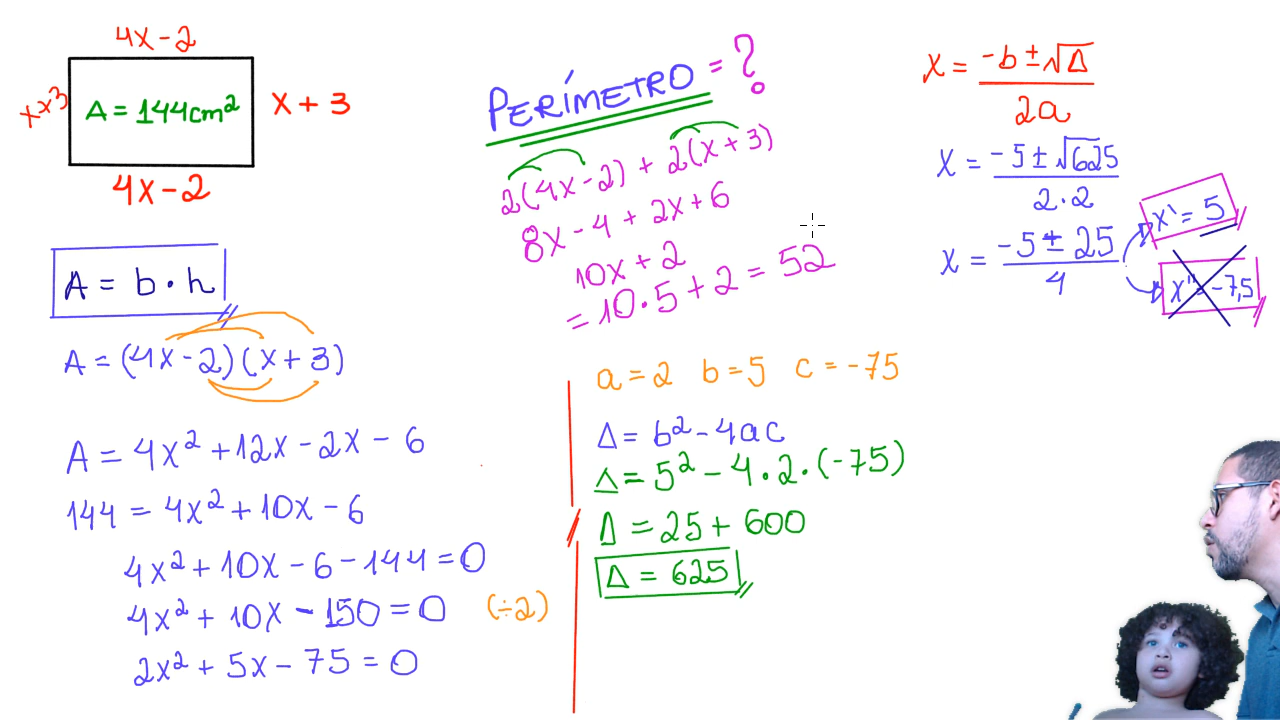 4x - 2
x + 3
A = 144cm²
x + 3
4x - 2
A = b · h
A = (4x - 2)(x + 3)
A = 4x² + 12x - 2x - 6
144 = 4x² + 10x - 6
4x² + 10x - 6 - 144 = 0
4x² + 10x - 150 = 0 (÷2)
2x² + 5x - 75 = 0
PERÍMETRO = ?
2(4x - 2) + 2(x + 3)
8x - 4 + 2x + 6
10x + 2
= 10 · 5 + 2 = 52
a = 2 b = 5 c = -75
Δ = b² - 4ac
Δ = 5² - 4 · 2 · (-75)
Δ = 25 + 600
Δ = 625
x = (-b ± √Δ) / 2a
x = (-5 ± √625) / 2 · 2
x = (-5 ± 25) / 4
x' = 5
x'' = -7,5